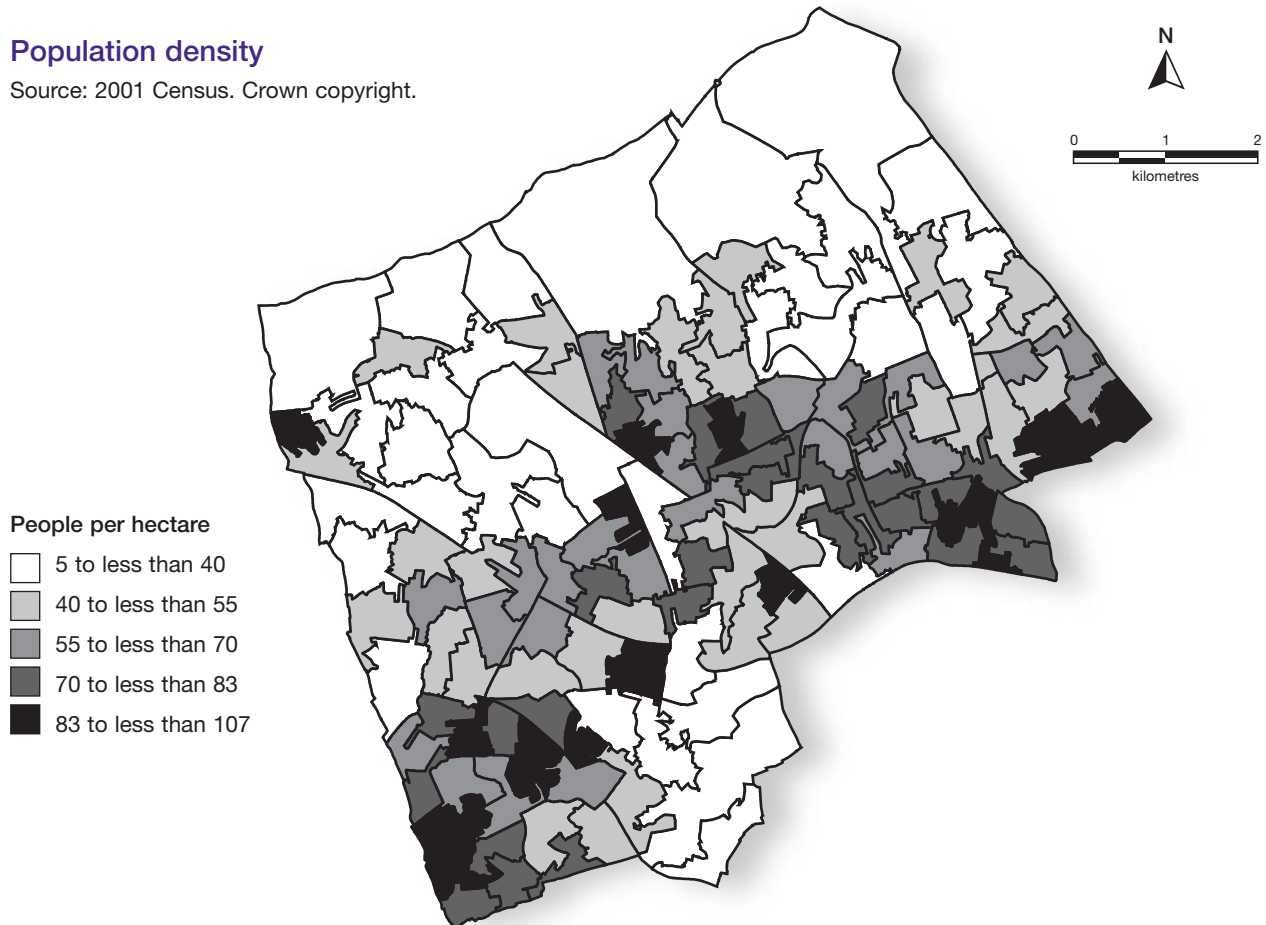 Population density
Source: 2001 Census. Crown copyright.
N
0 1 2
kilometres
People per hectare
5 to less than 40
40 to less than 55
55 to less than 70
70 to less than 83
83 to less than 107